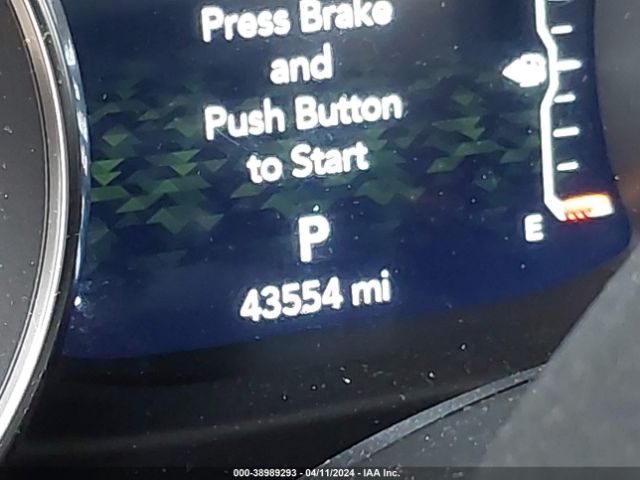 Press Brake
and
Push Button
to Start
P
E
43554 mi
000-38989293 - 04/11/2024 - IAA Inc.